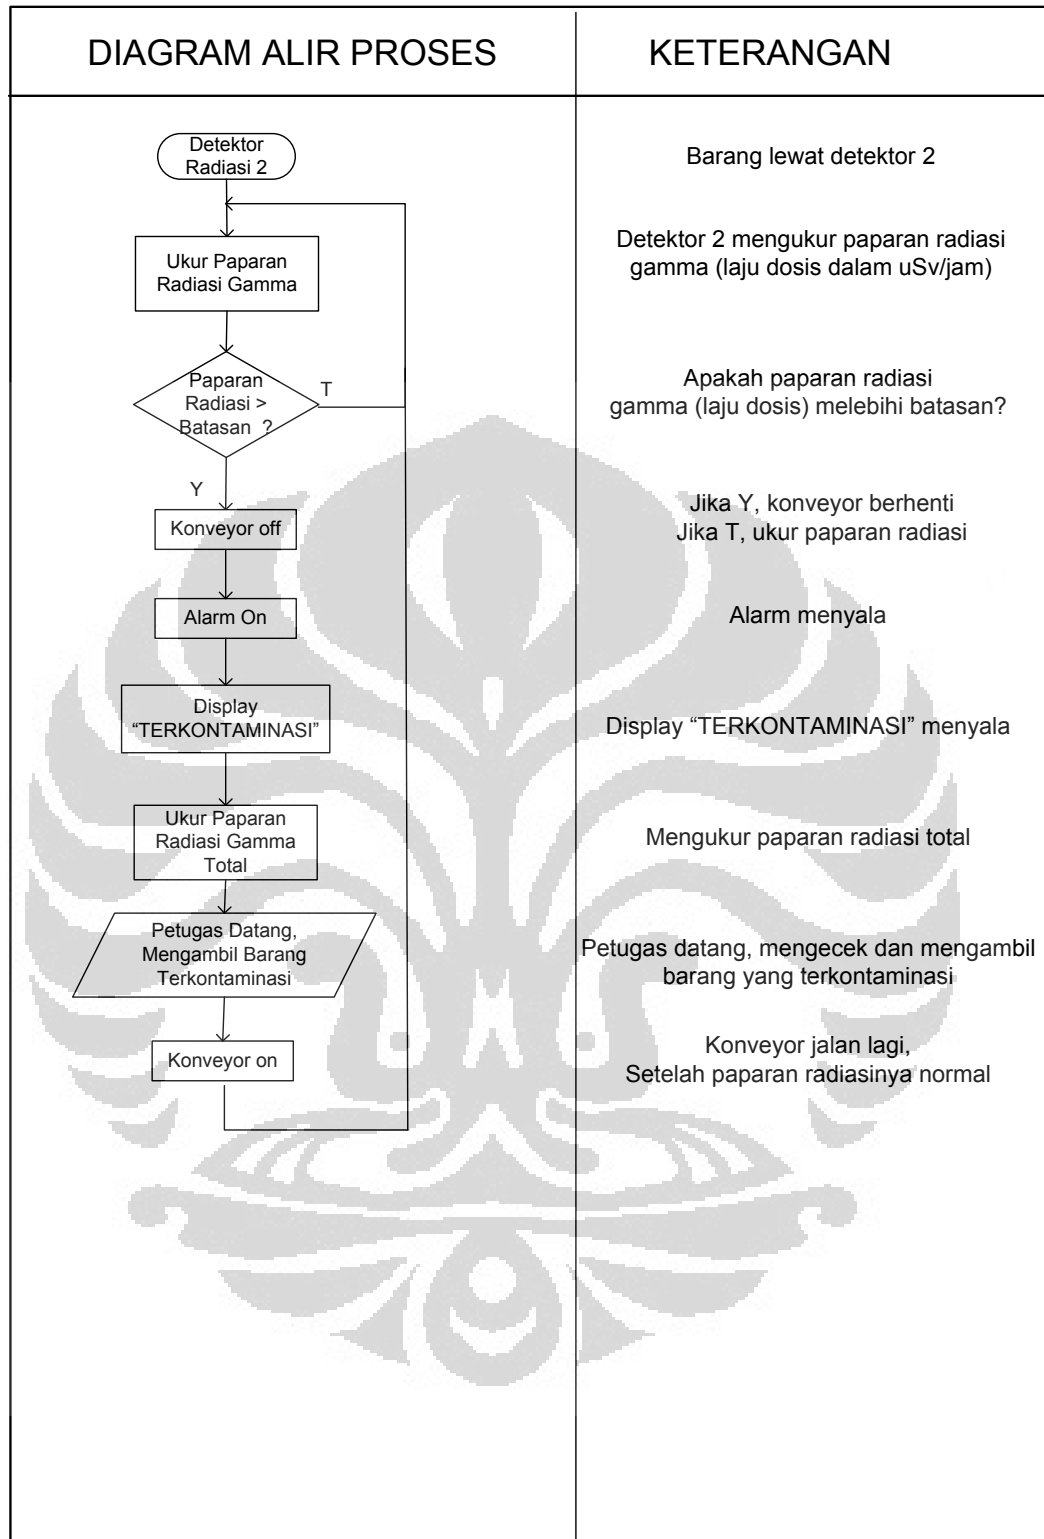 DIAGRAM ALIR PROSES
KETERANGAN
Detektor
Radiasi 2
Barang lewat detektor 2
Ukur Paparan
Radiasi Gamma
Detektor 2 mengukur paparan radiasi
gamma (laju dosis dalam uSv/jam)
Paparan
Radiasi >
Batasan ?
T
Apakah paparan radiasi
gamma (laju dosis) melebihi batasan?
Y
Konveyor off
Jika Y, konveyor berhenti
Jika T, ukur paparan radiasi
Alarm On
Alarm menyala
Display
“TERKONTAMINASI”
Display “TERKONTAMINASI” menyala
Ukur Paparan
Radiasi Gamma
Total
Mengukur paparan radiasi total
Petugas Datang,
Mengambil Barang
Terkontaminasi
Petugas datang, mengecek dan mengambil
barang yang terkontaminasi
Konveyor on
Konveyor jalan lagi,
Setelah paparan radiasinya normal